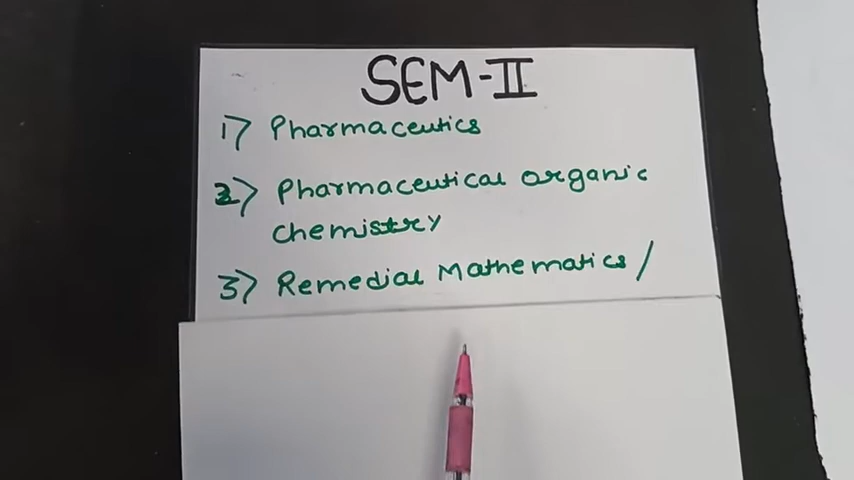 SEM-II
1) Pharmaceutics
2) Pharmaceutical organic
chemistry
3) Remedial Mathematics /